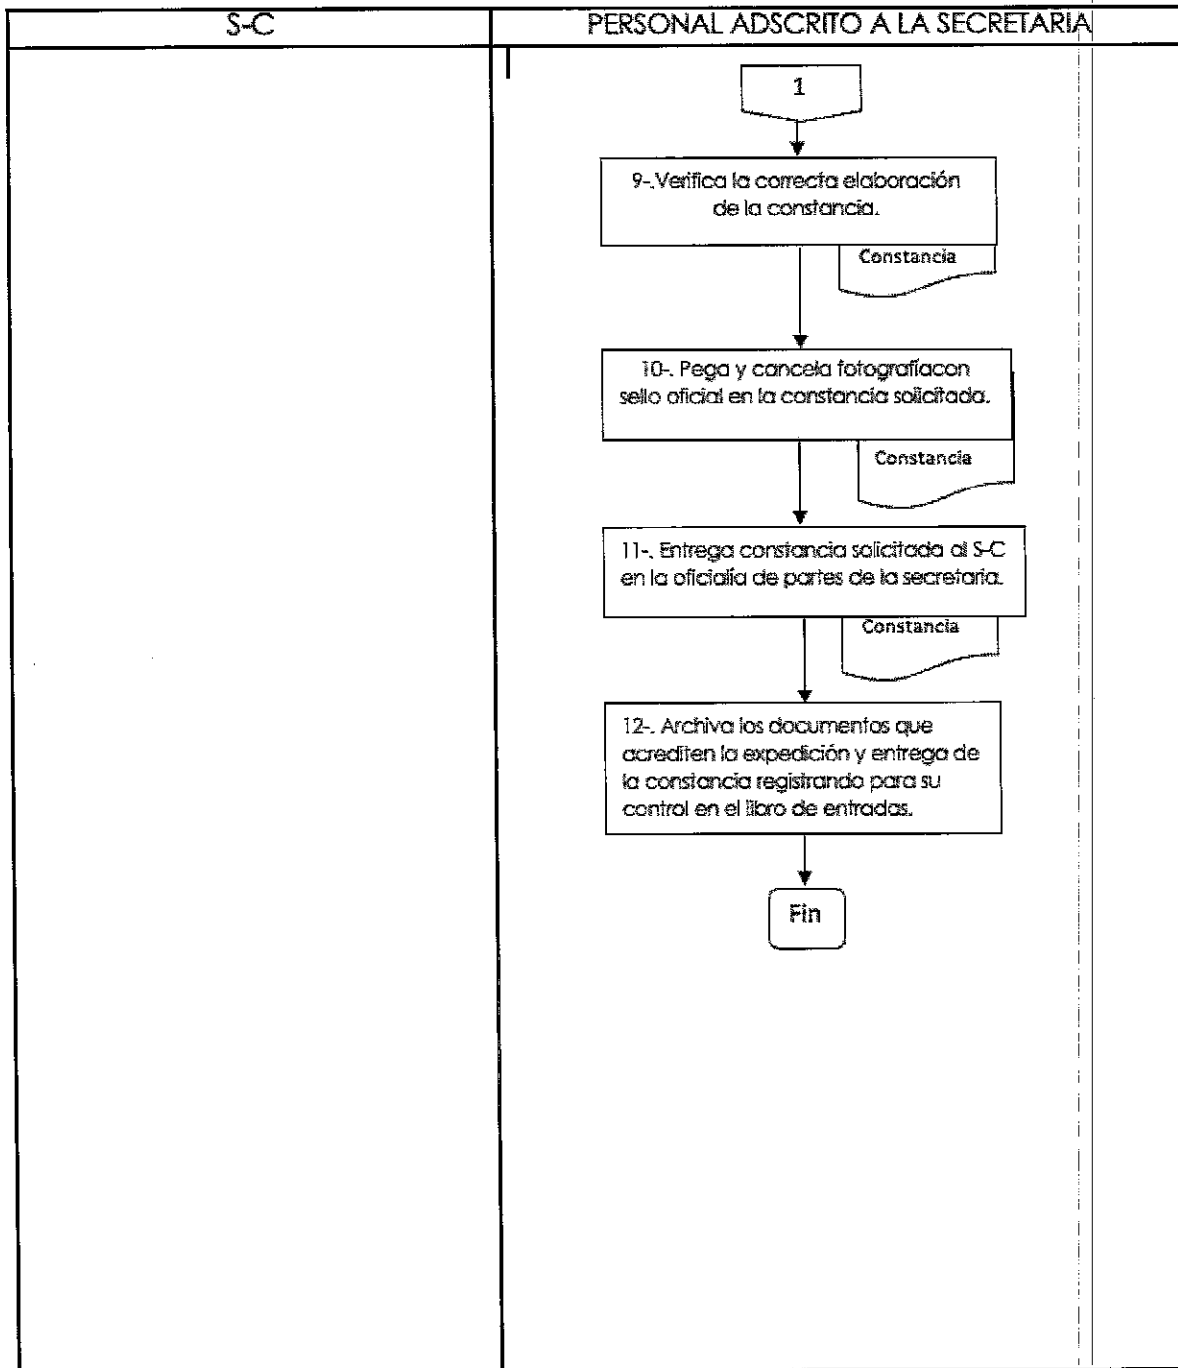 S-C
PERSONAL ADSCRITO A LA SECRETARIA
1
9-.Verifica la correcta elaboración
de la constancia.
Constancia
10-. Pega y cancela fotografíacon
sello oficial en la constancia solicitada.
Constancia
11-. Entrega constancia solicitada al S-C
en la oficialía de partes de la secretaria.
Constancia
12-. Archiva los documentos que
acrediten la expedición y entrega de
la constancia registrando para su
control en el libro de entradas.
Fin